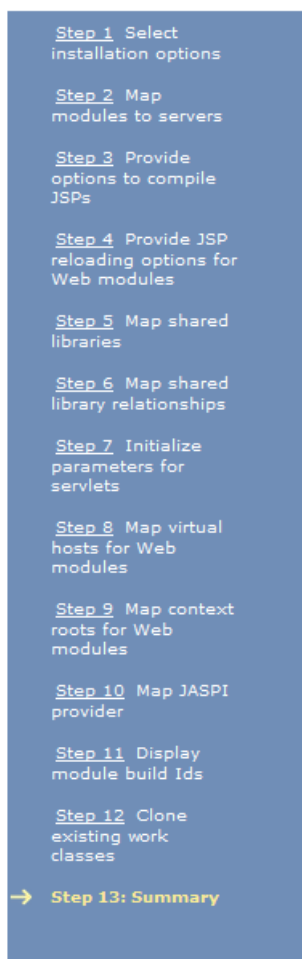 Step 1 Select
installation options
Step 2 Map
modules to servers
Step 3 Provide
options to compile
JSPs
Step 4 Provide JSP
reloading options for
Web modules
Step 5 Map shared
libraries
Step 6 Map shared
library relationships
Step 7 Initialize
parameters for
servlets
Step 8 Map virtual
hosts for Web
modules
Step 9 Map context
roots for Web
modules
Step 10 Map JASPI
provider
Step 11 Display
module build Ids
Step 12 Clone
existing work
classes
Step 13: Summary